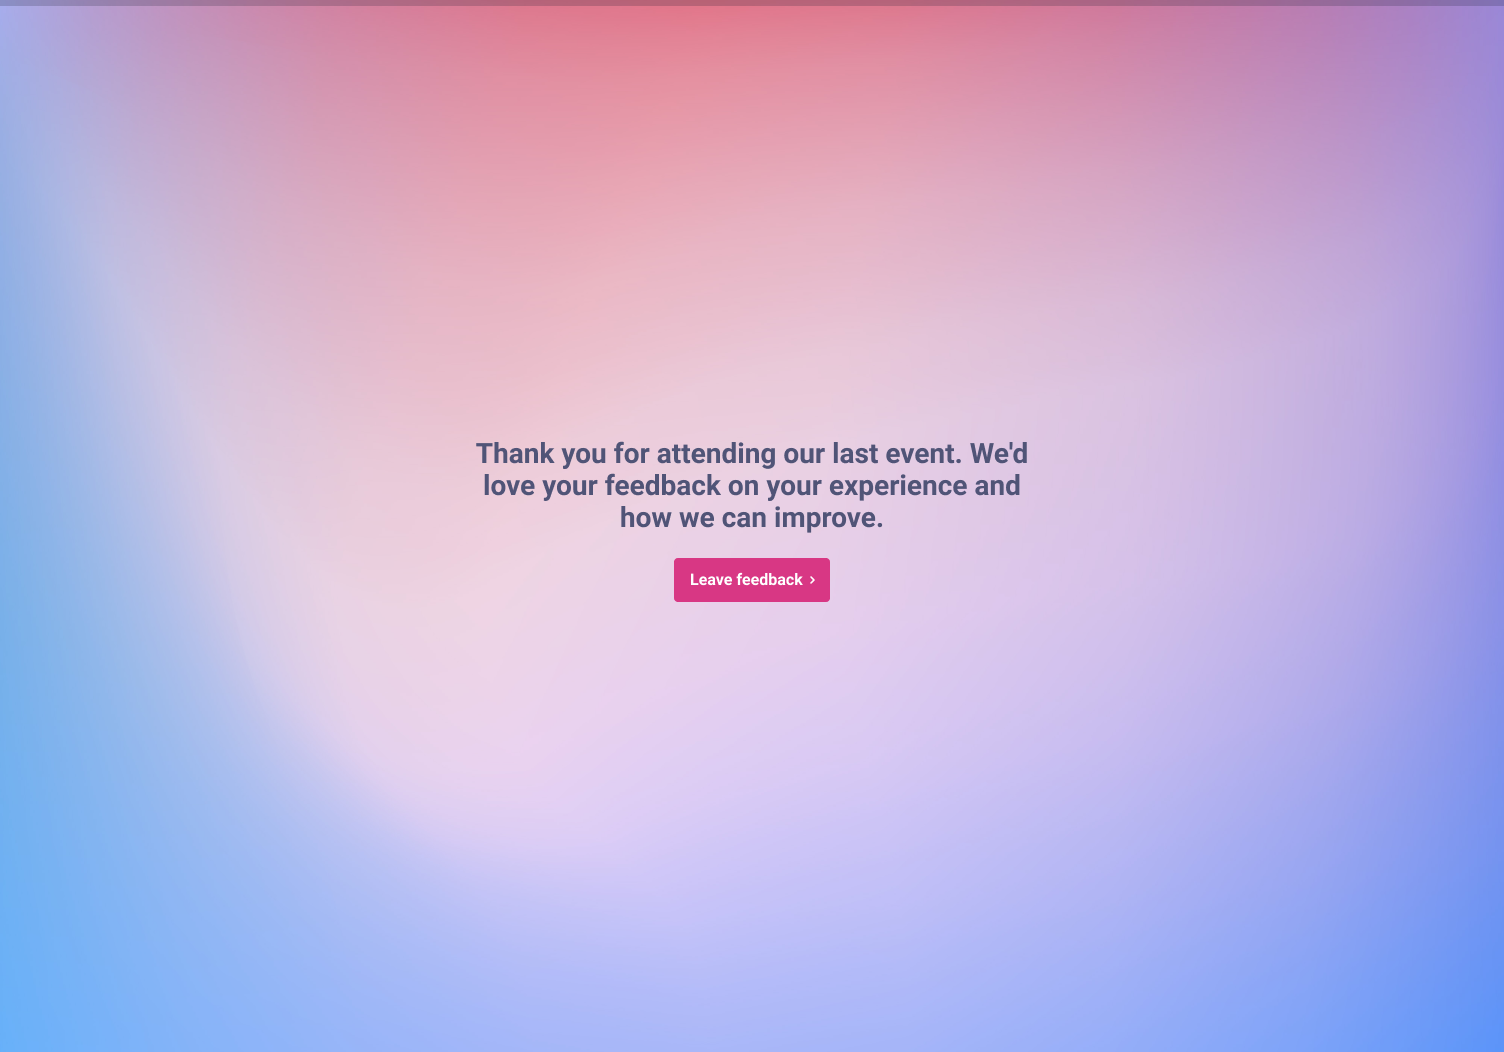 Thank you for attending our last event. We'd
love your feedback on your experience and
how we can improve.
Leave feedback